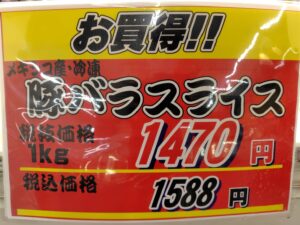 お買得!!
メキシコ産・冷凍
豚バラスライス
税抜価格
1kg
1470円
税込価格
1588円